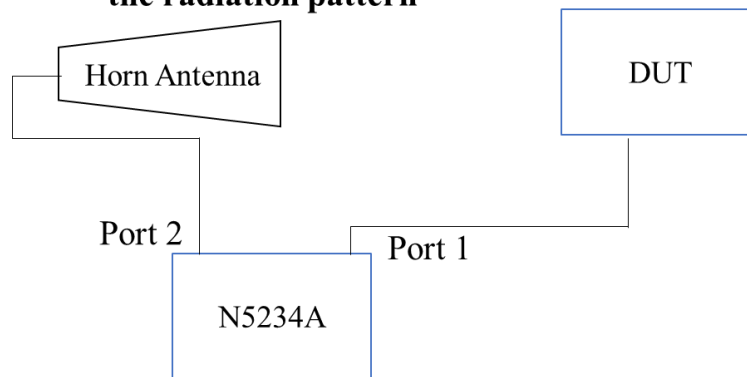 the radiation pattern
Horn Antenna
DUT
Port 2
Port 1
N5234A